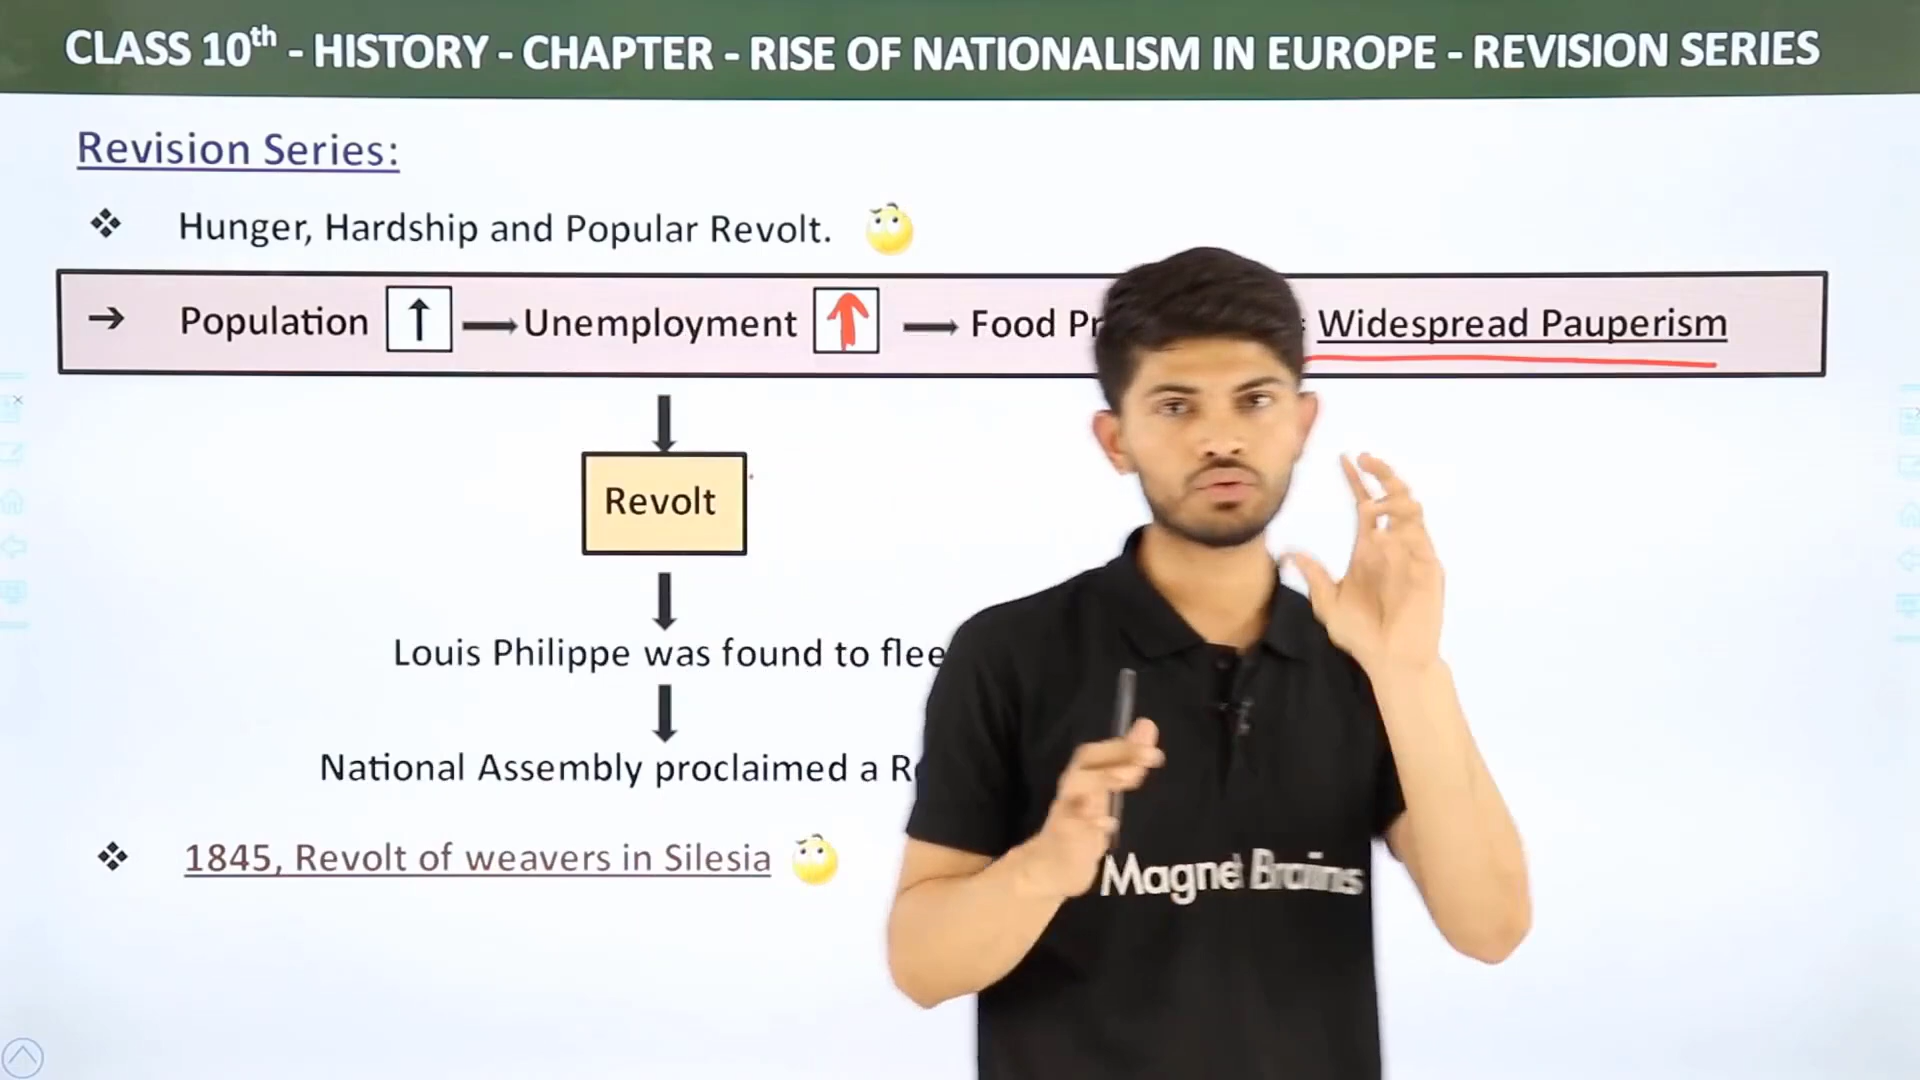 CLASS 10th - HISTORY - CHAPTER - RISE OF NATIONALISM IN EUROPE - REVISION SERIES
Revision Series:
❖ Hunger, Hardship and Popular Revolt.
→ Population ↑ → Unemployment ↑ → Food Widespread Pauperism
Revolt
Louis Philippe was found to flee
National Assembly proclaimed a
❖ 1845, Revolt of weavers in Silesia
Magnet Brains